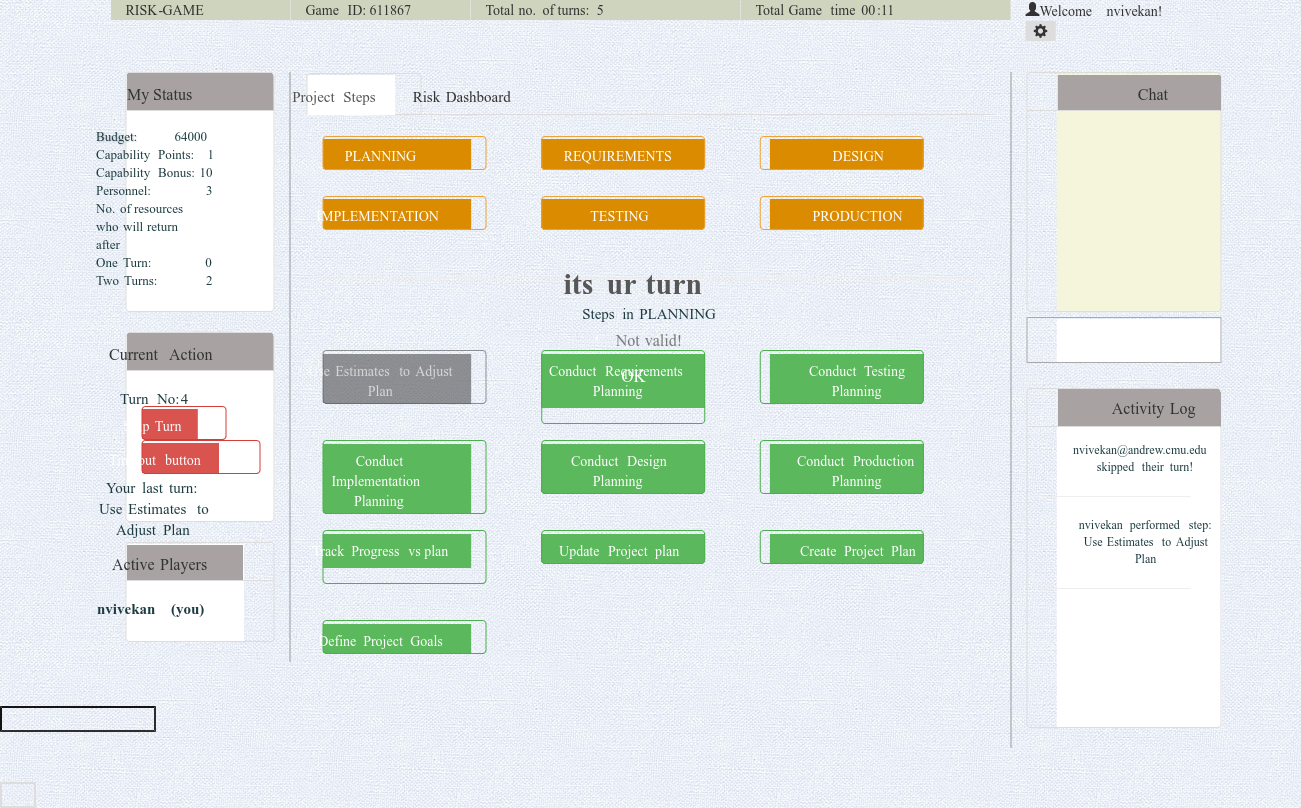 RISK-GAME
Game ID: 611867
Total no. of turns: 5
Total Game time 00:11
Welcome nvivekan!
My Status
Budget: 64000
Capability Points: 1
Capability Bonus: 10
Personnel: 3
No. of resources
who will return
after
One Turn: 0
Two Turns: 2
Current Action
Turn No:4
p Turn
out button
Your last turn:
Use Estimates to
Adjust Plan
Active Players
nvivekan (you)
Project Steps
Risk Dashboard
PLANNING
REQUIREMENTS
DESIGN
MPLEMENTATION
TESTING
PRODUCTION
its ur turn
Steps in PLANNING
Not valid!
OK
e Estimates to Adjust
Plan
Conduct Requirements
Planning
Conduct Testing
Planning
Conduct
Implementation
Planning
Conduct Design
Planning
Conduct Production
Planning
rack Progress vs plan
Update Project plan
Create Project Plan
Define Project Goals
Chat
Activity Log
nvivekan@andrew.cmu.edu
skipped their turn!
nvivekan performed step:
Use Estimates to Adjust
Plan